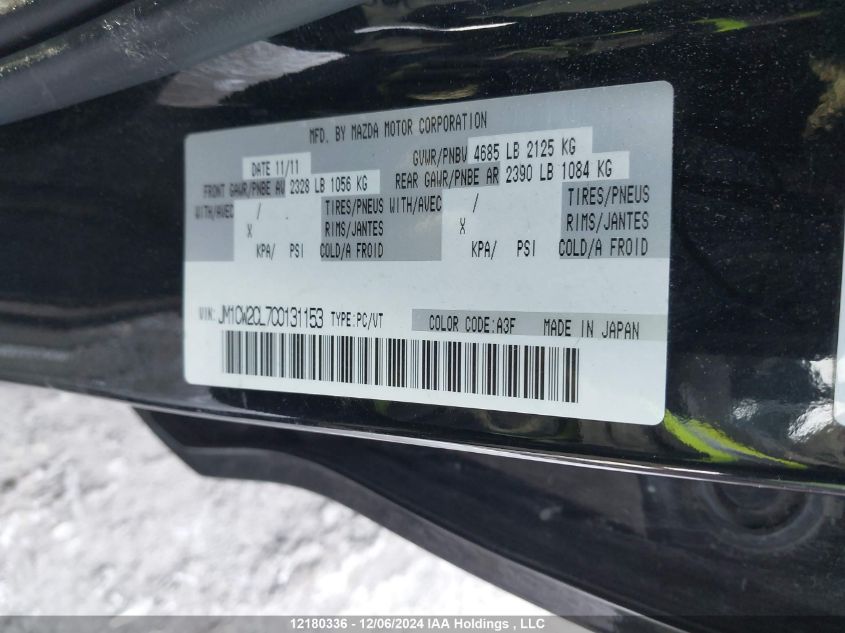 MFD. BY MAZDA MOTOR CORPORATION
DATE 11/11 GVWR/PNBV 4685 LB 2125 KG
FRONT GAWR/PNBE AV 2328 LB 1056 KG REAR GAWR/PNBE AR 2390 LB 1084 KG
WITH/AVEC / TIRES/PNEUS WITH/AVEC / TIRES/PNEUS
X RIMS/JANTES X RIMS/JANTES
KPA/ PSI COLD/A FROID KPA/ PSI COLD/A FROID
VIN: JM1CW2CL7C0131153 TYPE:PC/VT COLOR CODE:A3F MADE IN JAPAN
12180336 - 12/06/2024 IAA Holdings , LLC